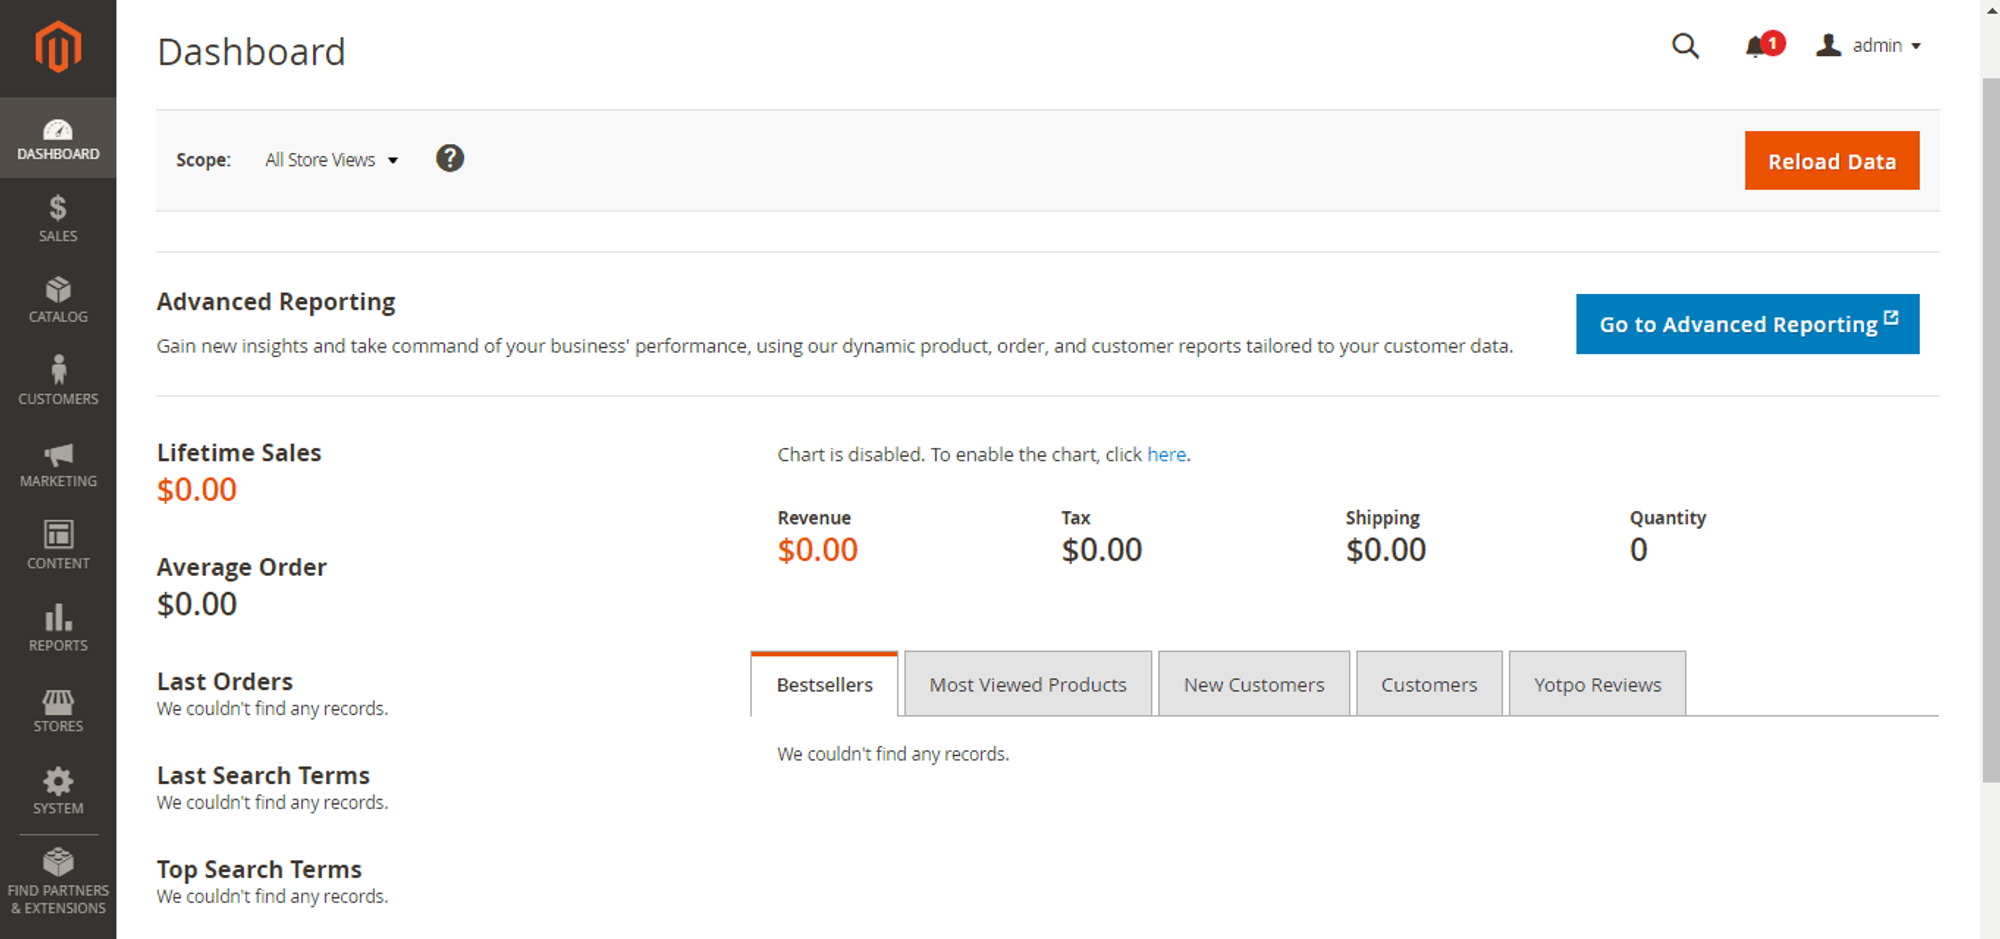 Dashboard
1
admin
DASHBOARD
Scope: All Store Views ?
Reload Data
SALES
Advanced Reporting
Gain new insights and take command of your business' performance, using our dynamic product, order, and customer reports tailored to your customer data.
Go to Advanced Reporting
CATALOG
CUSTOMERS
MARKETING
CONTENT
REPORTS
STORES
SYSTEM
FIND PARTNERS
& EXTENSIONS
Lifetime Sales
$0.00
Average Order
$0.00
Last Orders
We couldn't find any records.
Last Search Terms
We couldn't find any records.
Top Search Terms
We couldn't find any records.
Chart is disabled. To enable the chart, click here.
Revenue Tax Shipping Quantity
$0.00 $0.00 $0.00 0
Bestsellers Most Viewed Products New Customers Customers Yotpo Reviews
We couldn't find any records.